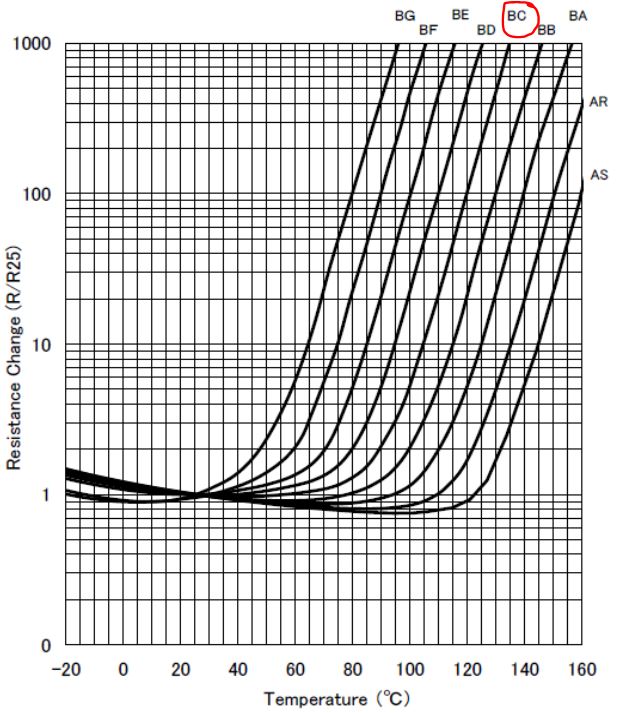 BG BF BE BD BC BB BA
AR
AS
1000
100
10
1
0
Resistance Change (R/R25)
-20 0 20 40 60 80 100 120 140 160
Temperature (℃)